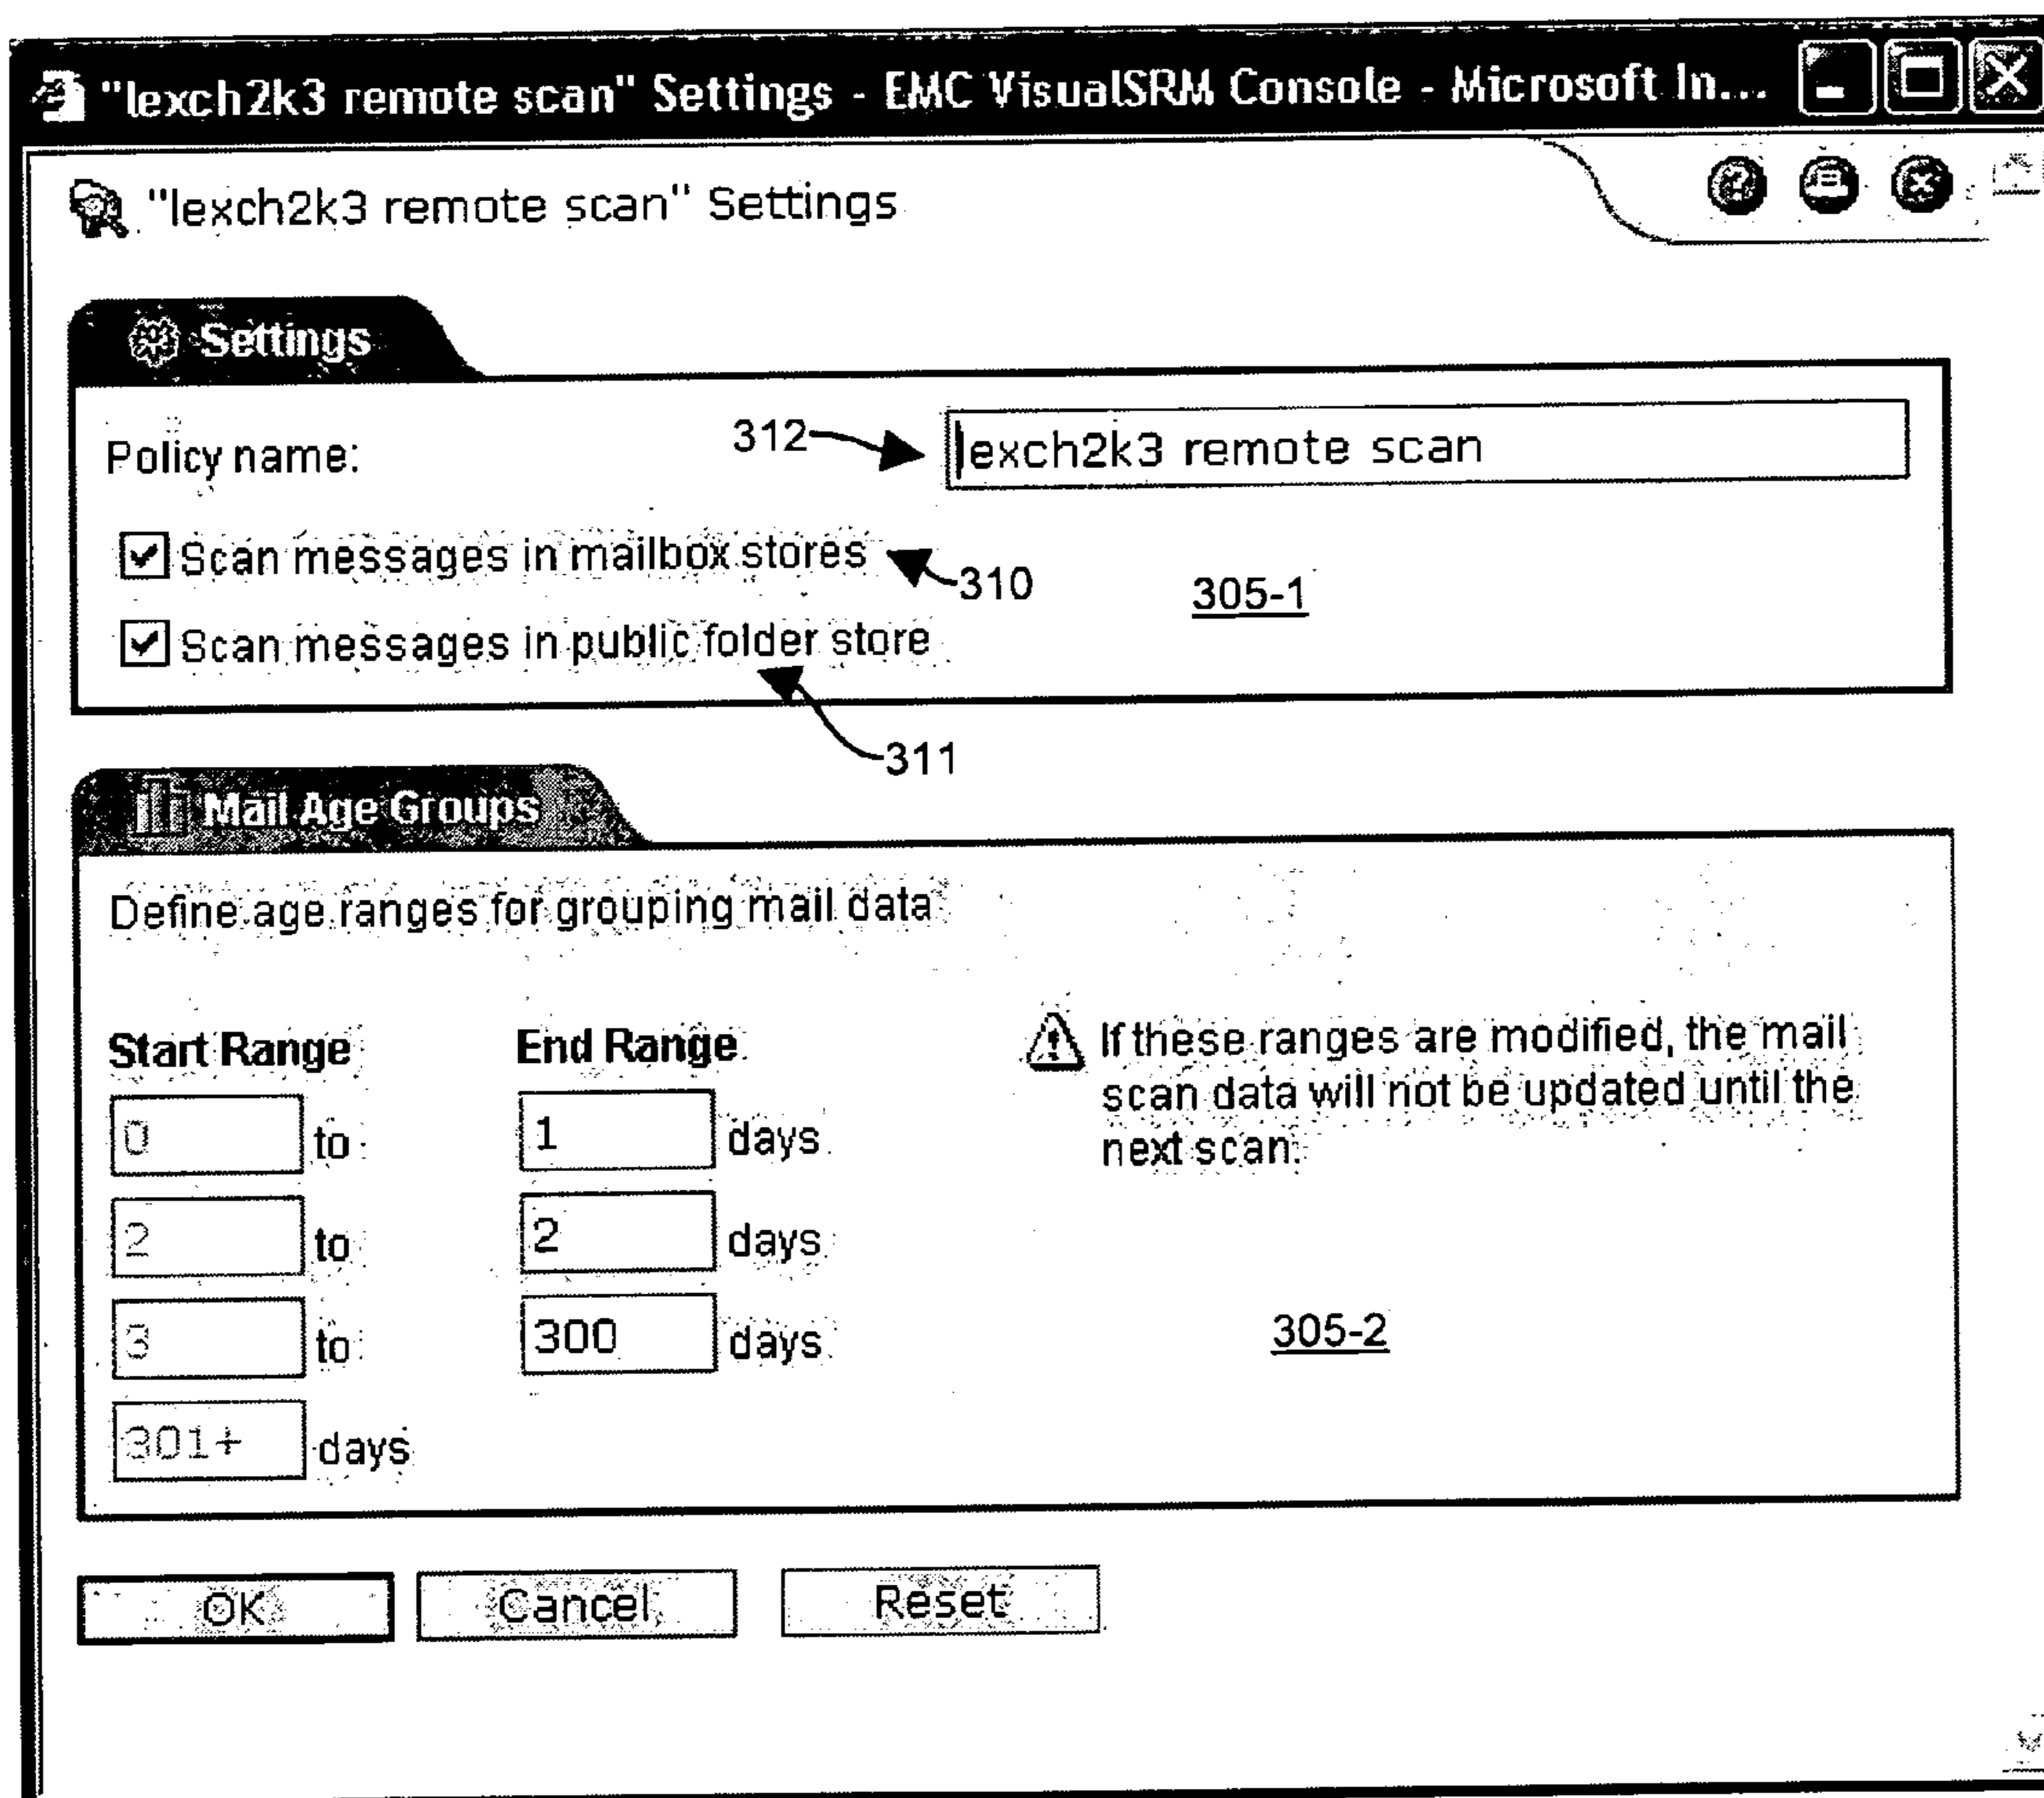 "lexch2k3 remote scan" Settings - EMC VisualSRM Console - Microsoft In...
"lexch2k3 remote scan" Settings
Settings
Policy name:
312
lexch2k3 remote scan
Scan messages in mailbox stores
310
305-1
Scan messages in public folder store
311
Mail Age Groups
Define age ranges for grouping mail data
Start Range
End Range
If these ranges are modified, the mail
scan data will not be updated until the
next scan.
0 to 1 days
2 to 2 days
3 to 300 days
305-2
301+ days
OK Cancel Reset